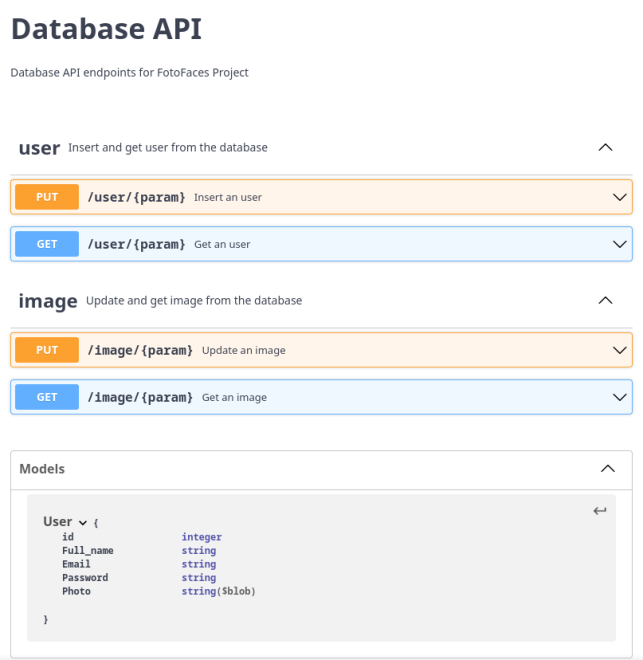 Database API
Database API endpoints for FotoFaces Project
user Insert and get user from the database
PUT /user/{param} Insert an user
GET /user/{param} Get an user
image Update and get image from the database
PUT /image/{param} Update an image
GET /image/{param} Get an image
Models
User {
id integer
Full_name string
Email string
Password string
Photo string($blob)
}